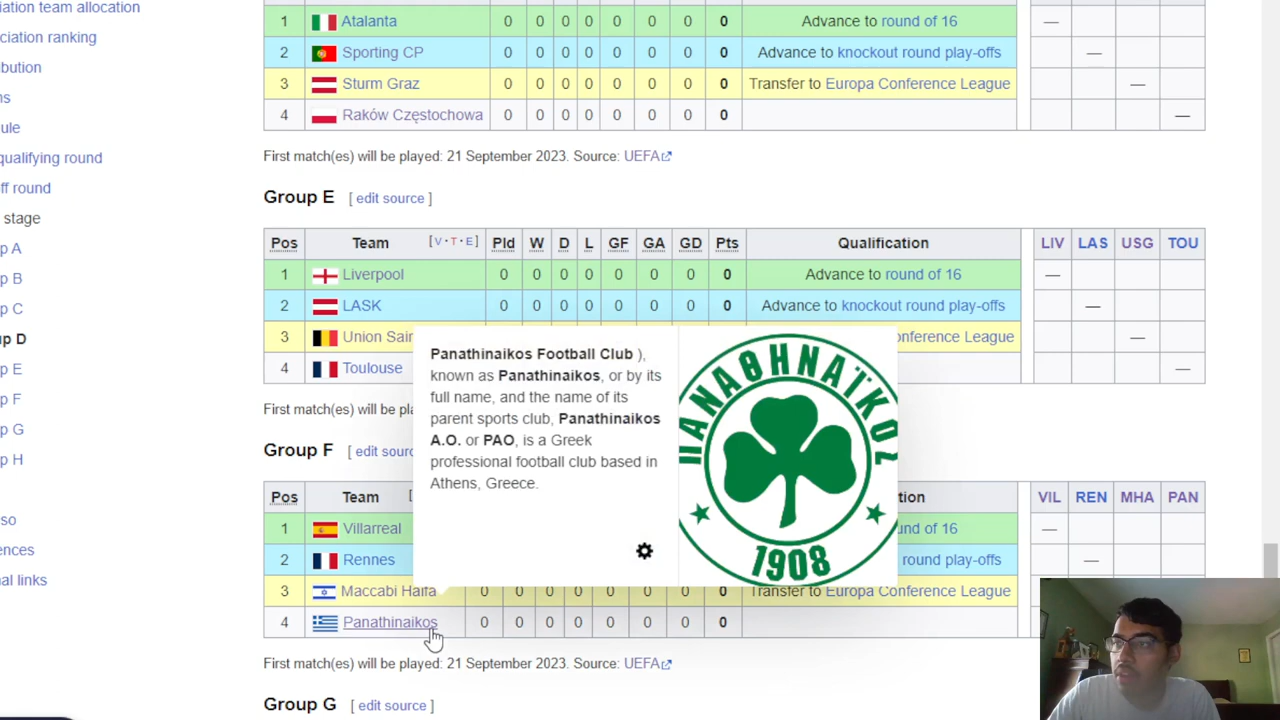 iation team allocation
ciation ranking
bution
ns
ule
qualifying round
ff round
stage
p A
p B
p C
p D
p E
p F
p G
p H
so
ences
nal links
1 Atalanta 0 0 0 0 0 0 0 0 Advance to round of 16 —
2 Sporting CP 0 0 0 0 0 0 0 0 Advance to knockout round play-offs —
3 Sturm Graz 0 0 0 0 0 0 0 0 Transfer to Europa Conference League —
4 Raków Częstochowa 0 0 0 0 0 0 0 0 —
First match(es) will be played: 21 September 2023. Source: UEFA
Group E [ edit source ]
Pos Team [V·T·E] Pld W D L GF GA GD Pts Qualification LIV LAS USG TOU
1 Liverpool 0 0 0 0 0 0 0 0 Advance to round of 16 —
2 LASK 0 0 0 0 0 0 0 0 Advance to knockout round play-offs —
3 Union Sain onference League —
4 Toulouse —
First match(es) will be pla
Group F [ edit sourc
Pos Team [ tion VIL REN MHA PAN
1 Villarreal und of 16 —
2 Rennes round play-offs —
3 Maccabi Haifa 0 0 0 0 0 0 0 0 Transfer to Europa Conference League
4 Panathinaikos 0 0 0 0 0 0 0 0
First match(es) will be played: 21 September 2023. Source: UEFA
Group G [ edit source ]
Panathinaikos Football Club ),
known as Panathinaikos, or by its
full name, and the name of its
parent sports club, Panathinaikos
A.O. or PAO, is a Greek
professional football club based in
Athens, Greece.
ΠΑΝΑΘΗΝΑΪΚΟΣ
1908